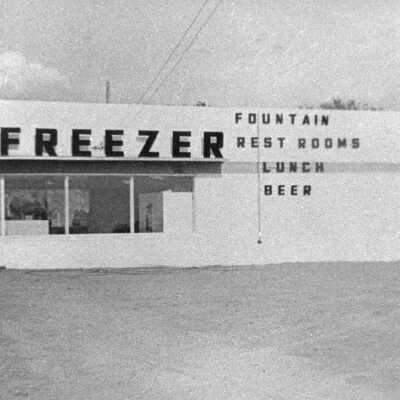 FREEZER
FOUNTAIN
REST ROOMS
LUNCH
BEER